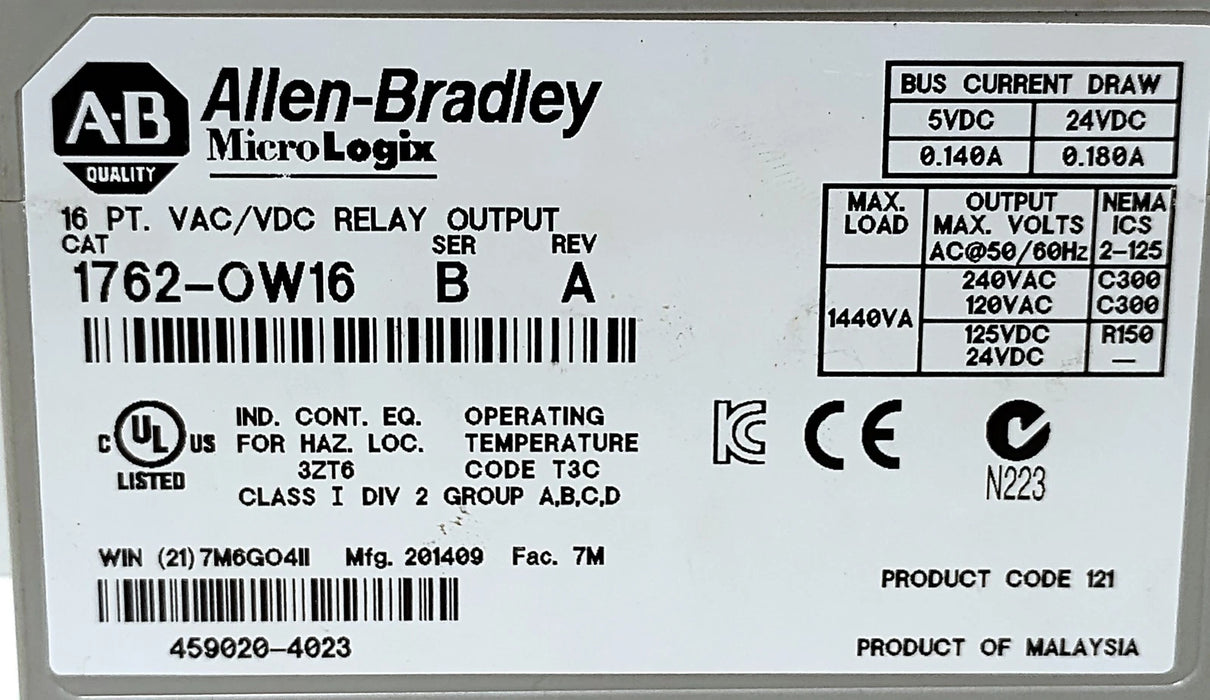 A-B
QUALITY
Allen-Bradley
MicroLogix
16 PT. VAC/VDC RELAY OUTPUT
CAT SER REV
1762-OW16 B A
BUS CURRENT DRAW
5VDC 24VDC
0.140A 0.180A
MAX. OUTPUT NEMA
LOAD MAX. VOLTS ICS
AC@50/60Hz 2-125
240VAC C300
120VAC C300
1440VA
125VDC R150
24VDC —
C UL US
LISTED
IND. CONT. EQ.
FOR HAZ. LOC.
3ZT6
OPERATING
TEMPERATURE
CODE T3C
CLASS I DIV 2 GROUP A,B,C,D
KC CE
N223
WIN (21) 7M6GO4II Mfg. 201409 Fac. 7M
459020-4023
PRODUCT CODE 121
PRODUCT OF MALAYSIA